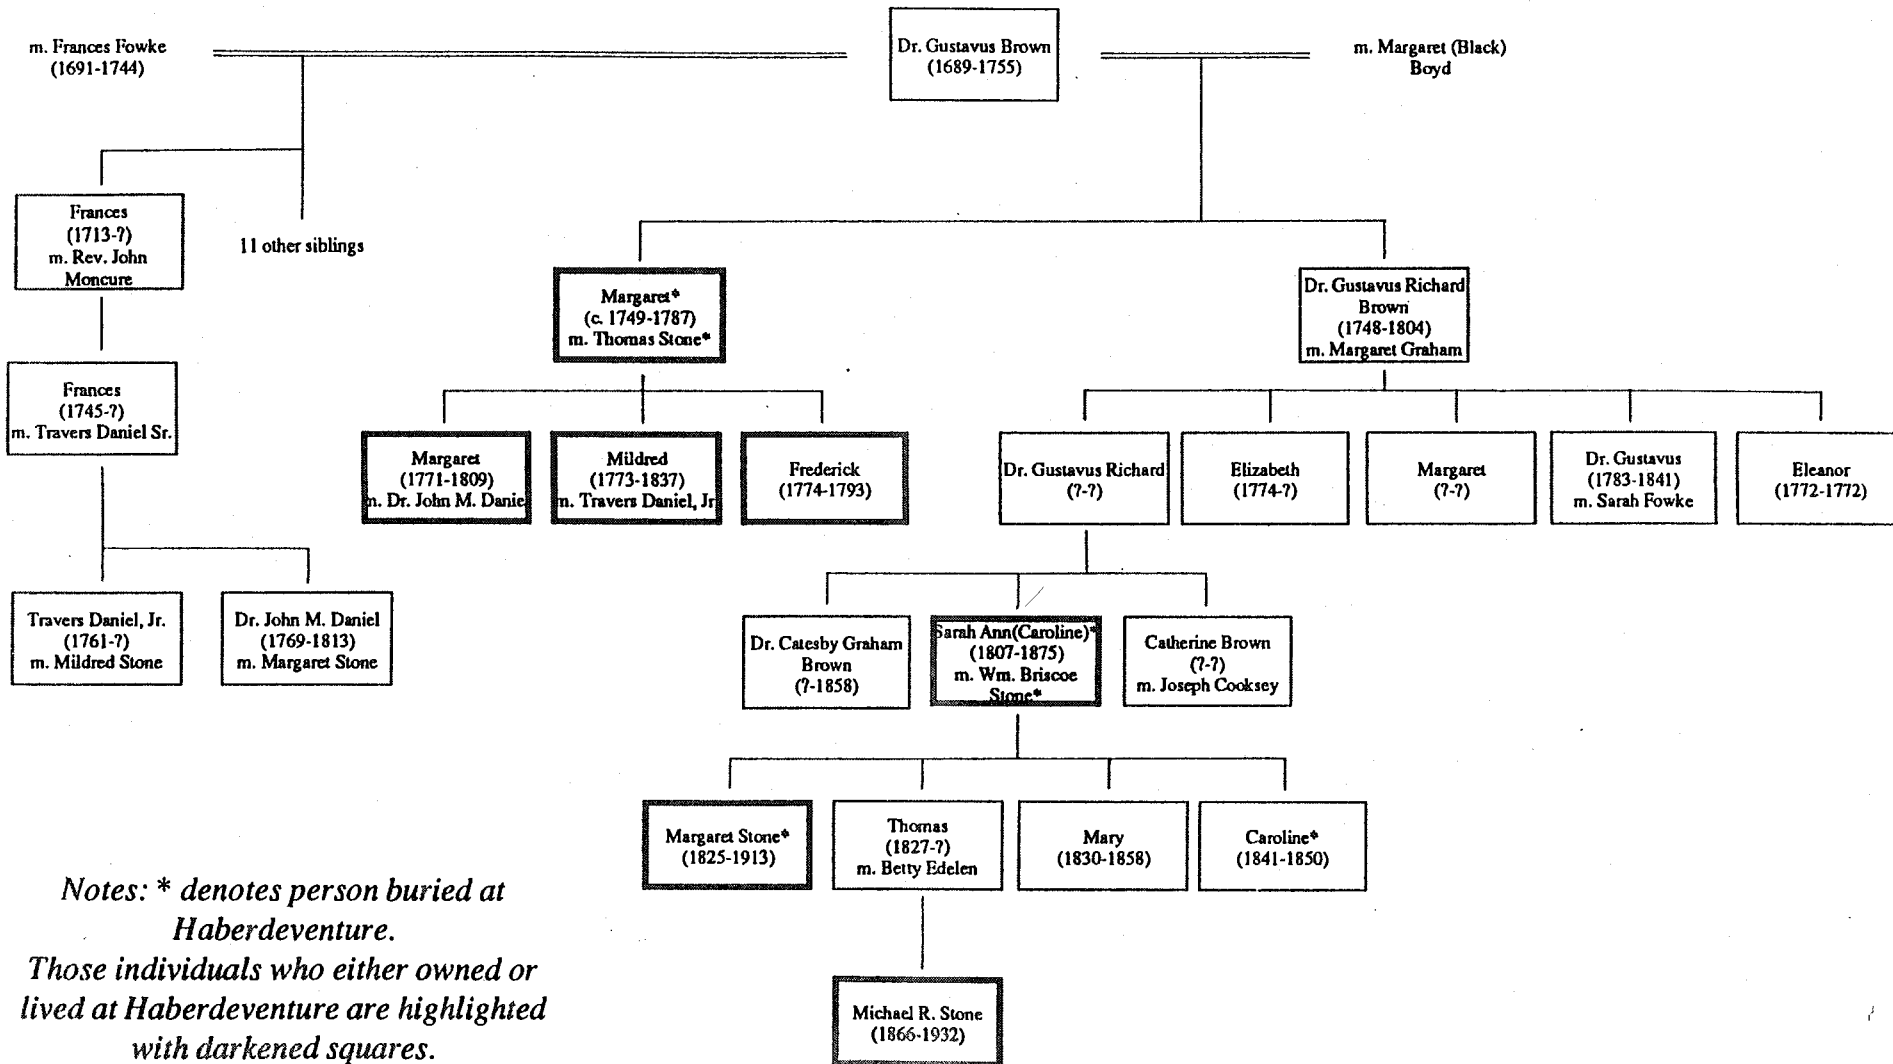 m. Frances Fowke
(1691-1744)
Dr. Gustavus Brown
(1689-1755)
m. Margaret (Black)
Boyd
Frances
(1713-?)
m. Rev. John
Moncure
11 other siblings
Margaret*
(c. 1749-1787)
m. Thomas Stone*
Dr. Gustavus Richard
Brown
(1748-1804)
m. Margaret Graham
Frances
(1745-?)
m. Travers Daniel Sr.
Margaret
(1771-1809)
m. Dr. John M. Danie
Mildred
(1773-1837)
m. Travers Daniel, Jr
Frederick
(1774-1793)
Dr. Gustavus Richard
(?-?)
Elizabeth
(1774-?)
Margaret
(?-?)
Dr. Gustavus
(1783-1841)
m. Sarah Fowke
Eleanor
(1772-1772)
Travers Daniel, Jr.
(1761-?)
m. Mildred Stone
Dr. John M. Daniel
(1769-1813)
m. Margaret Stone
Dr. Catesby Graham
Brown
(?-1858)
Sarah Ann(Caroline)*
(1807-1875)
m. Wm. Briscoe
Stone*
Catherine Brown
(?-?)
m. Joseph Cooksey
Margaret Stone*
(1825-1913)
Thomas
(1827-?)
m. Betty Edelen
Mary
(1830-1858)
Caroline*
(1841-1850)
Michael R. Stone
(1866-1932)
Notes: * denotes person buried at
Haberdeventure.
Those individuals who either owned or
lived at Haberdeventure are highlighted
with darkened squares.